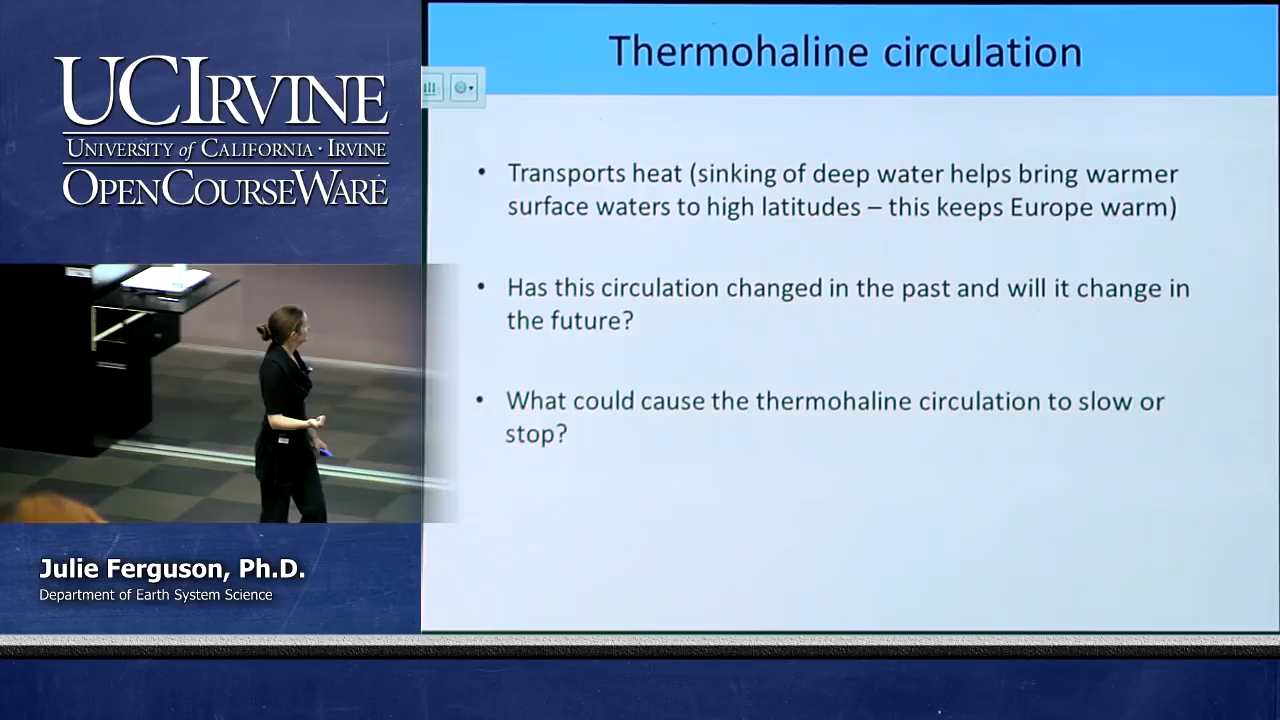 UCIRVINE
UNIVERSITY of CALIFORNIA · IRVINE
OPENCOURSEWARE
Thermohaline circulation
• Transports heat (sinking of deep water helps bring warmer
surface waters to high latitudes – this keeps Europe warm)
• Has this circulation changed in the past and will it change in
the future?
• What could cause the thermohaline circulation to slow or
stop?
Julie Ferguson, Ph.D.
Department of Earth System Science